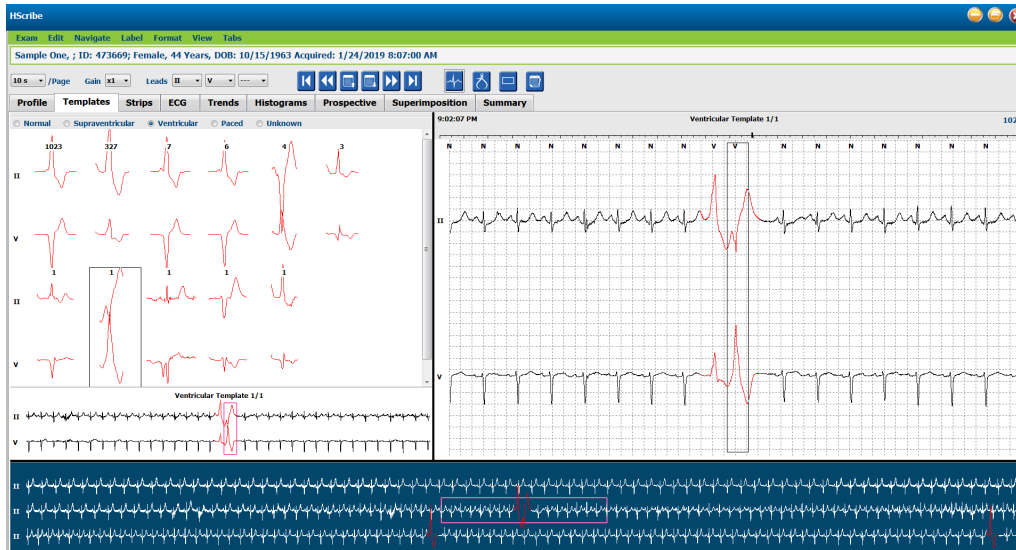 HScribe
Exam Edit Navigate Label Format View Tabs
Sample One, ; ID: 473669; Female, 44 Years, DOB: 10/15/1963 Acquired: 1/24/2019 8:07:00 AM
10 s /Page Gain x1 Leads II V ---
Profile Templates Strips ECG Trends Histograms Prospective Superimposition Summary
Normal Supraventricular Ventricular Paced Unknown
9:02:07 PM Ventricular Template 1/1 102
1023 327 7 6 4 3
N N N N N N N V V N N N N N N N
II
V
1 1 1 1 1
II
V
II
V
Ventricular Template 1/1
II
V
II
II
II